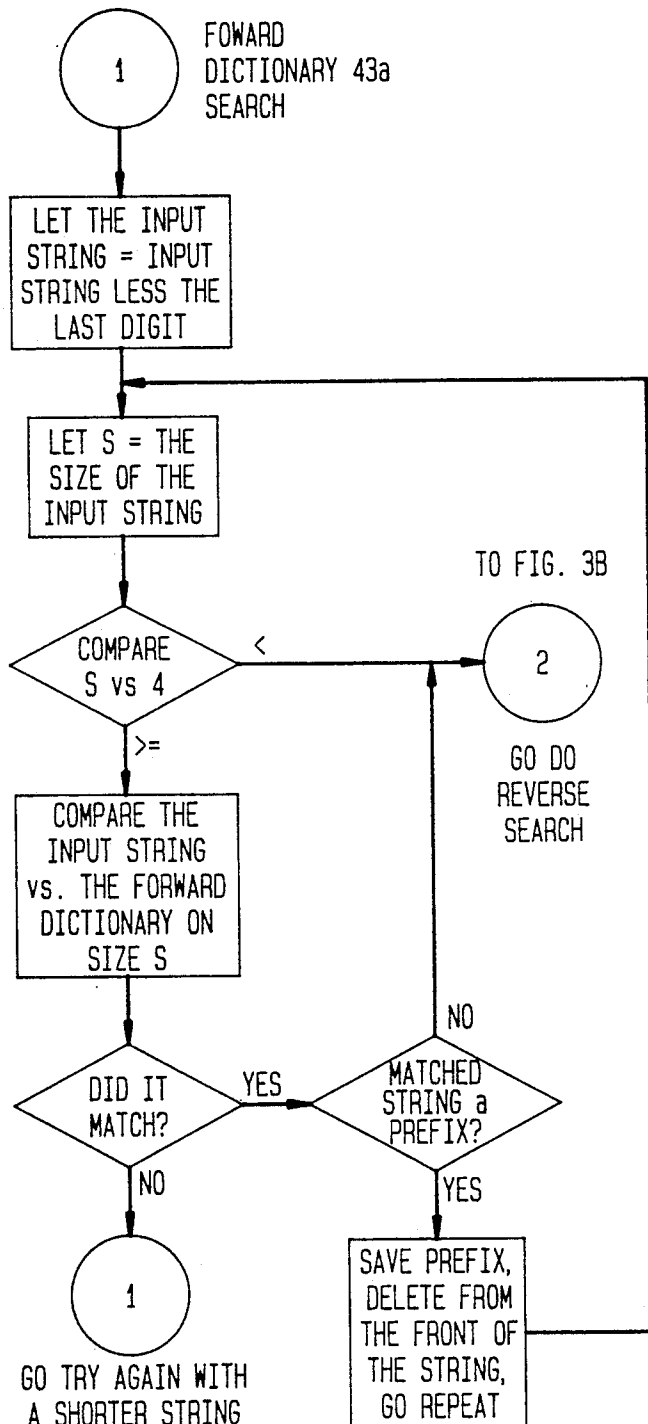 1
FOWARD
DICTIONARY 43a
SEARCH
LET THE INPUT
STRING = INPUT
STRING LESS THE
LAST DIGIT
LET S = THE
SIZE OF THE
INPUT STRING
COMPARE
S vs 4
<
>=
TO FIG. 3B
2
GO DO
REVERSE
SEARCH
COMPARE THE
INPUT STRING
vs. THE FORWARD
DICTIONARY ON
SIZE S
DID IT
MATCH?
YES
NO
MATCHED
STRING a
PREFIX?
NO
YES
1
GO TRY AGAIN WITH
A SHORTER STRING
SAVE PREFIX,
DELETE FROM
THE FRONT OF
THE STRING,
GO REPEAT